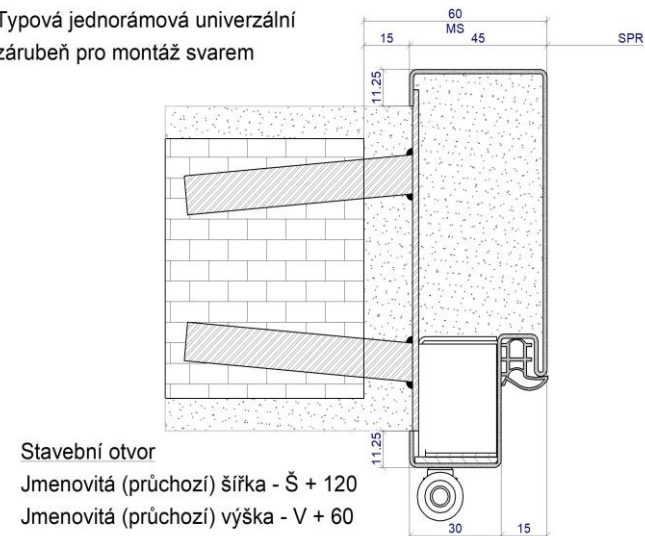 Typová jednorámová univerzální
zárubeň pro montáž svarem
60
MS
15
45
SPR
11.25
11.25
Stavební otvor
Jmenovitá (průchozí) šířka - Š + 120
Jmenovitá (průchozí) výška - V + 60
30
15